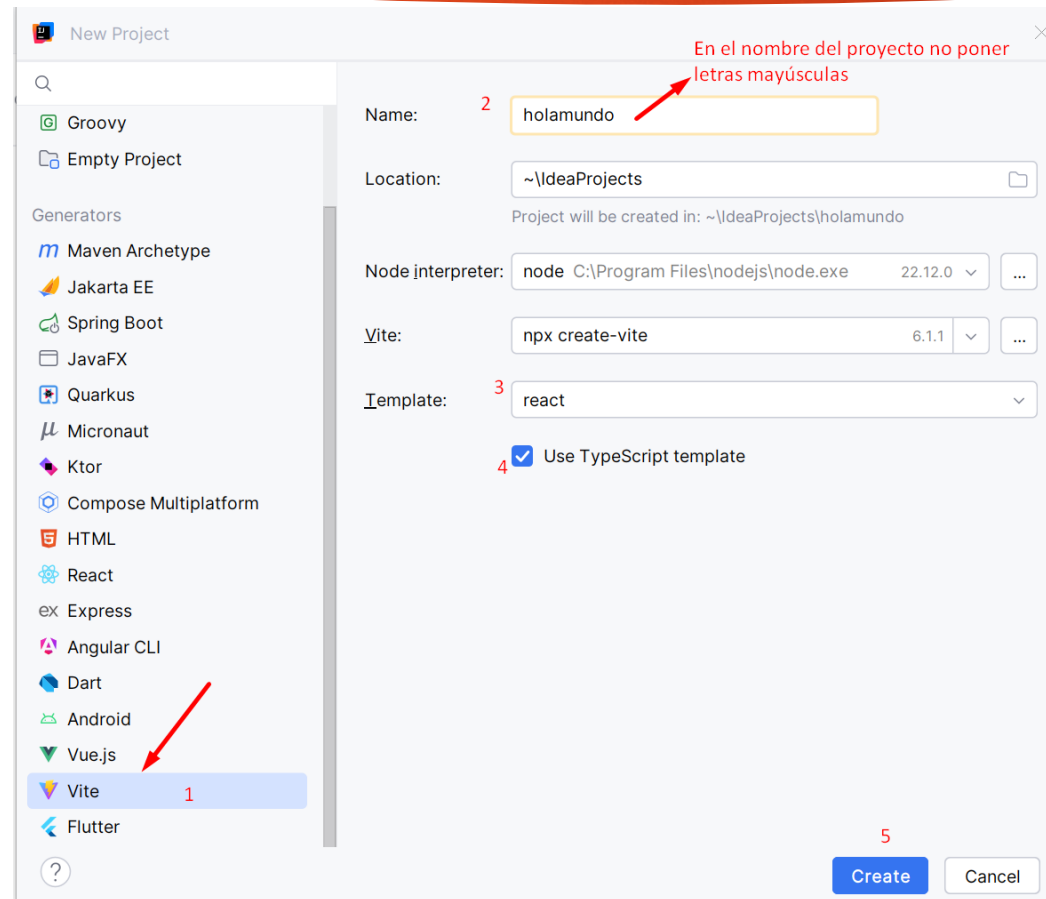 New Project
En el nombre del proyecto no poner
letras mayúsculas
Groovy
Empty Project
Generators
Maven Archetype
Jakarta EE
Spring Boot
JavaFX
Quarkus
Micronaut
Ktor
Compose Multiplatform
HTML
React
ex Express
Angular CLI
Dart
Android
Vue.js
Vite 1
Flutter
?
Name: 2 holamundo
Location: ~\IdeaProjects
Project will be created in: ~\IdeaProjects\holamundo
Node interpreter: node C:\Program Files\nodejs\node.exe 22.12.0 ...
Vite: npx create-vite 6.1.1 ...
Template: 3 react
4 Use TypeScript template
5
Create Cancel